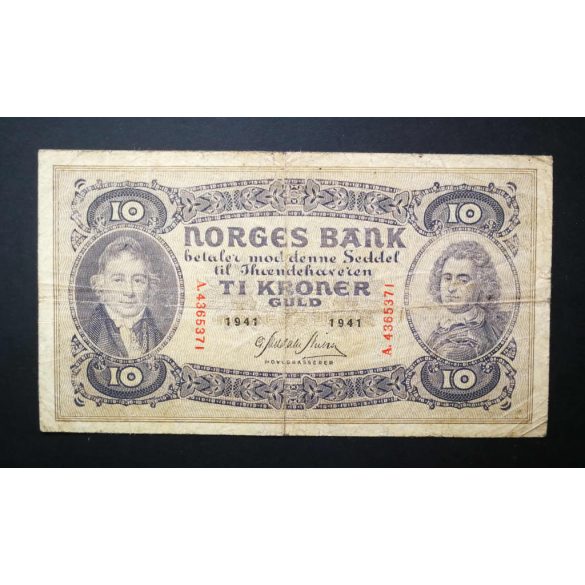 10 10
NORGES BANK
betaler mod denne Seddel
til Ihændehaveren
TI KRONER
GULD
A.4365371
1941 1941
A.4365371
HOVEDKASSERER
10 10